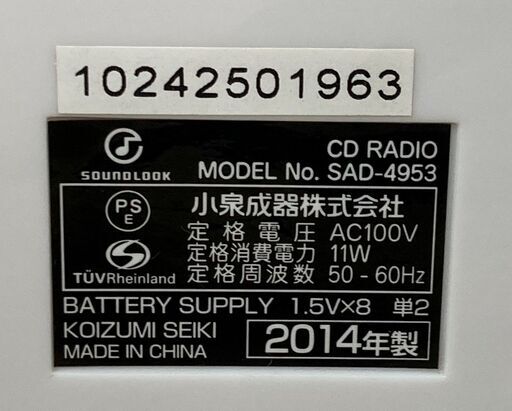 10242501963
SOUNDLOOK
CD RADIO
MODEL No. SAD-4953
PS
E
TÜVRheinland
小泉成器株式会社
定格電圧 AC100V
定格消費電力 11W
定格周波数 50-60Hz
BATTERY SUPPLY 1.5V×8 単2
KOIZUMI SEIKI
MADE IN CHINA
2014年製